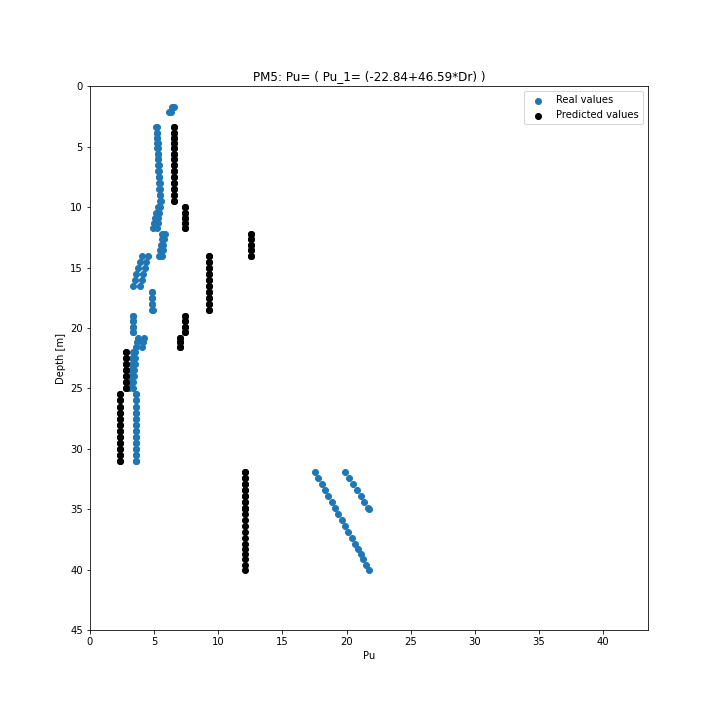 PM5: Pu= ( Pu_1= (-22.84+46.59*Dr) )
Real values
Predicted values
0
5
10
15
20
25
30
35
40
45
Depth [m]
0 5 10 15 20 25 30 35 40
Pu